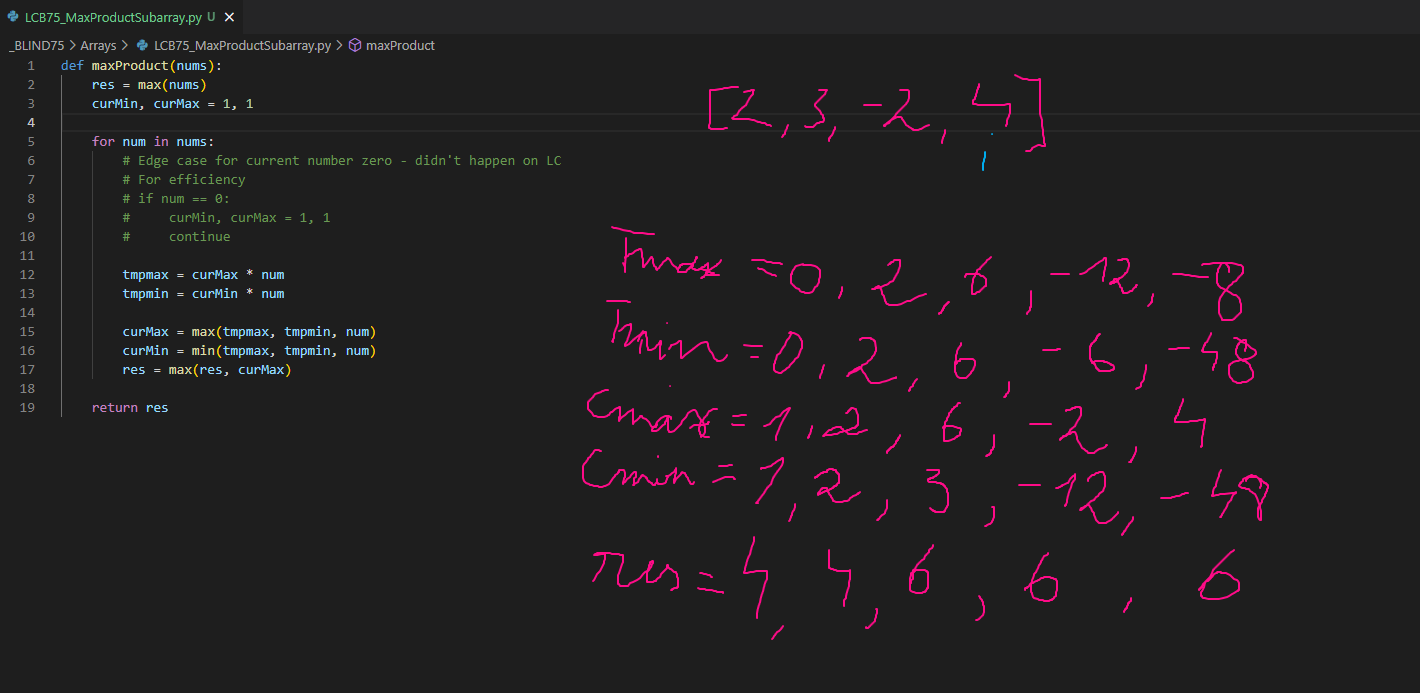 LCB75_MaxProductSubarray.py U ✕
_BLIND75 > Arrays > LCB75_MaxProductSubarray.py > maxProduct
1 def maxProduct(nums):
2 res = max(nums)
3 curMin, curMax = 1, 1
4
5 for num in nums:
6 # Edge case for current number zero - didn't happen on LC
7 # For efficiency
8 # if num == 0:
9 #     curMin, curMax = 1, 1
10 #     continue
11
12 tmpmax = curMax * num
13 tmpmin = curMin * num
14
15 curMax = max(tmpmax, tmpmin, num)
16 curMin = min(tmpmax, tmpmin, num)
17 res = max(res, curMax)
18
19 return res
[2, 3, -2, 4]
Tmax = 0, 2, 6, -12, -8
Tmin = 0, 2, 6, -6, -48
Cmax = 1, 2, 6, -2, 4
Cmin = 1, 2, 3, -12, -48
res = 4, 4, 6, 6, 6